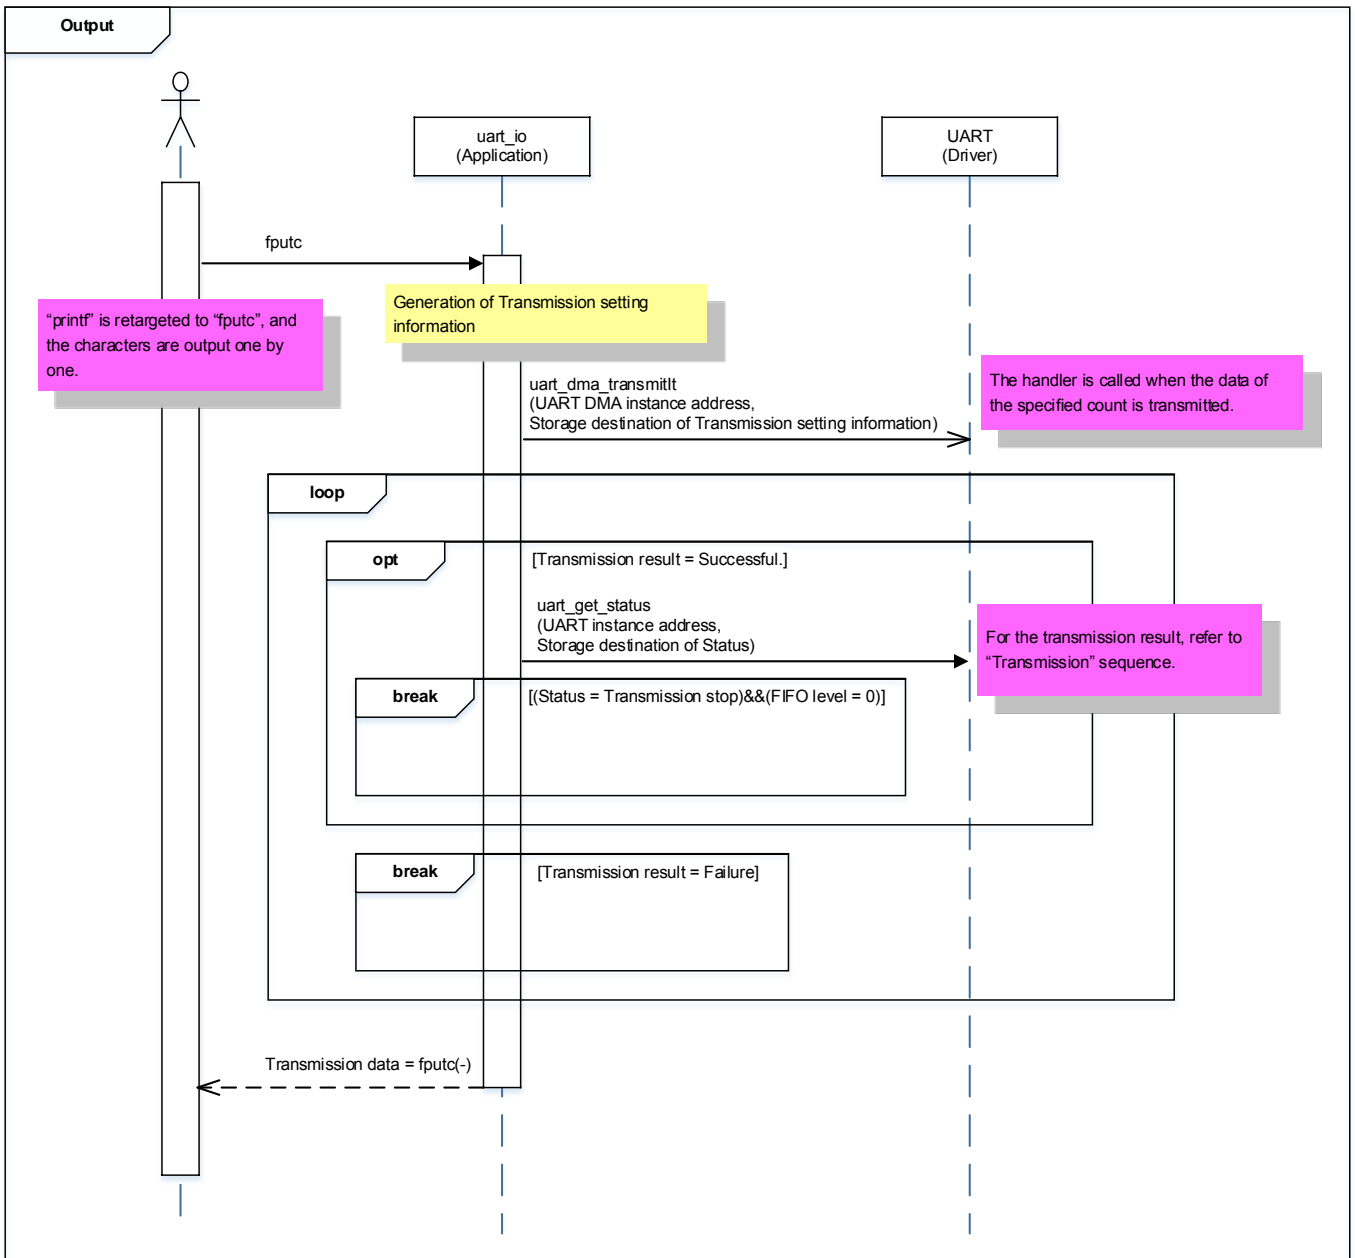 Output
uart_io
(Application)
UART
(Driver)
fputc
“printf” is retargeted to “fputc”, and
the characters are output one by
one.
Generation of Transmission setting
information
uart_dma_transmitIt
(UART DMA instance address,
Storage destination of Transmission setting information)
The handler is called when the data of
the specified count is transmitted.
loop
opt
[Transmission result = Successful.]
uart_get_status
(UART instance address,
Storage destination of Status)
For the transmission result, refer to
“Transmission” sequence.
break
[(Status = Transmission stop)&&(FIFO level = 0)]
break
[Transmission result = Failure]
Transmission data = fputc(-)